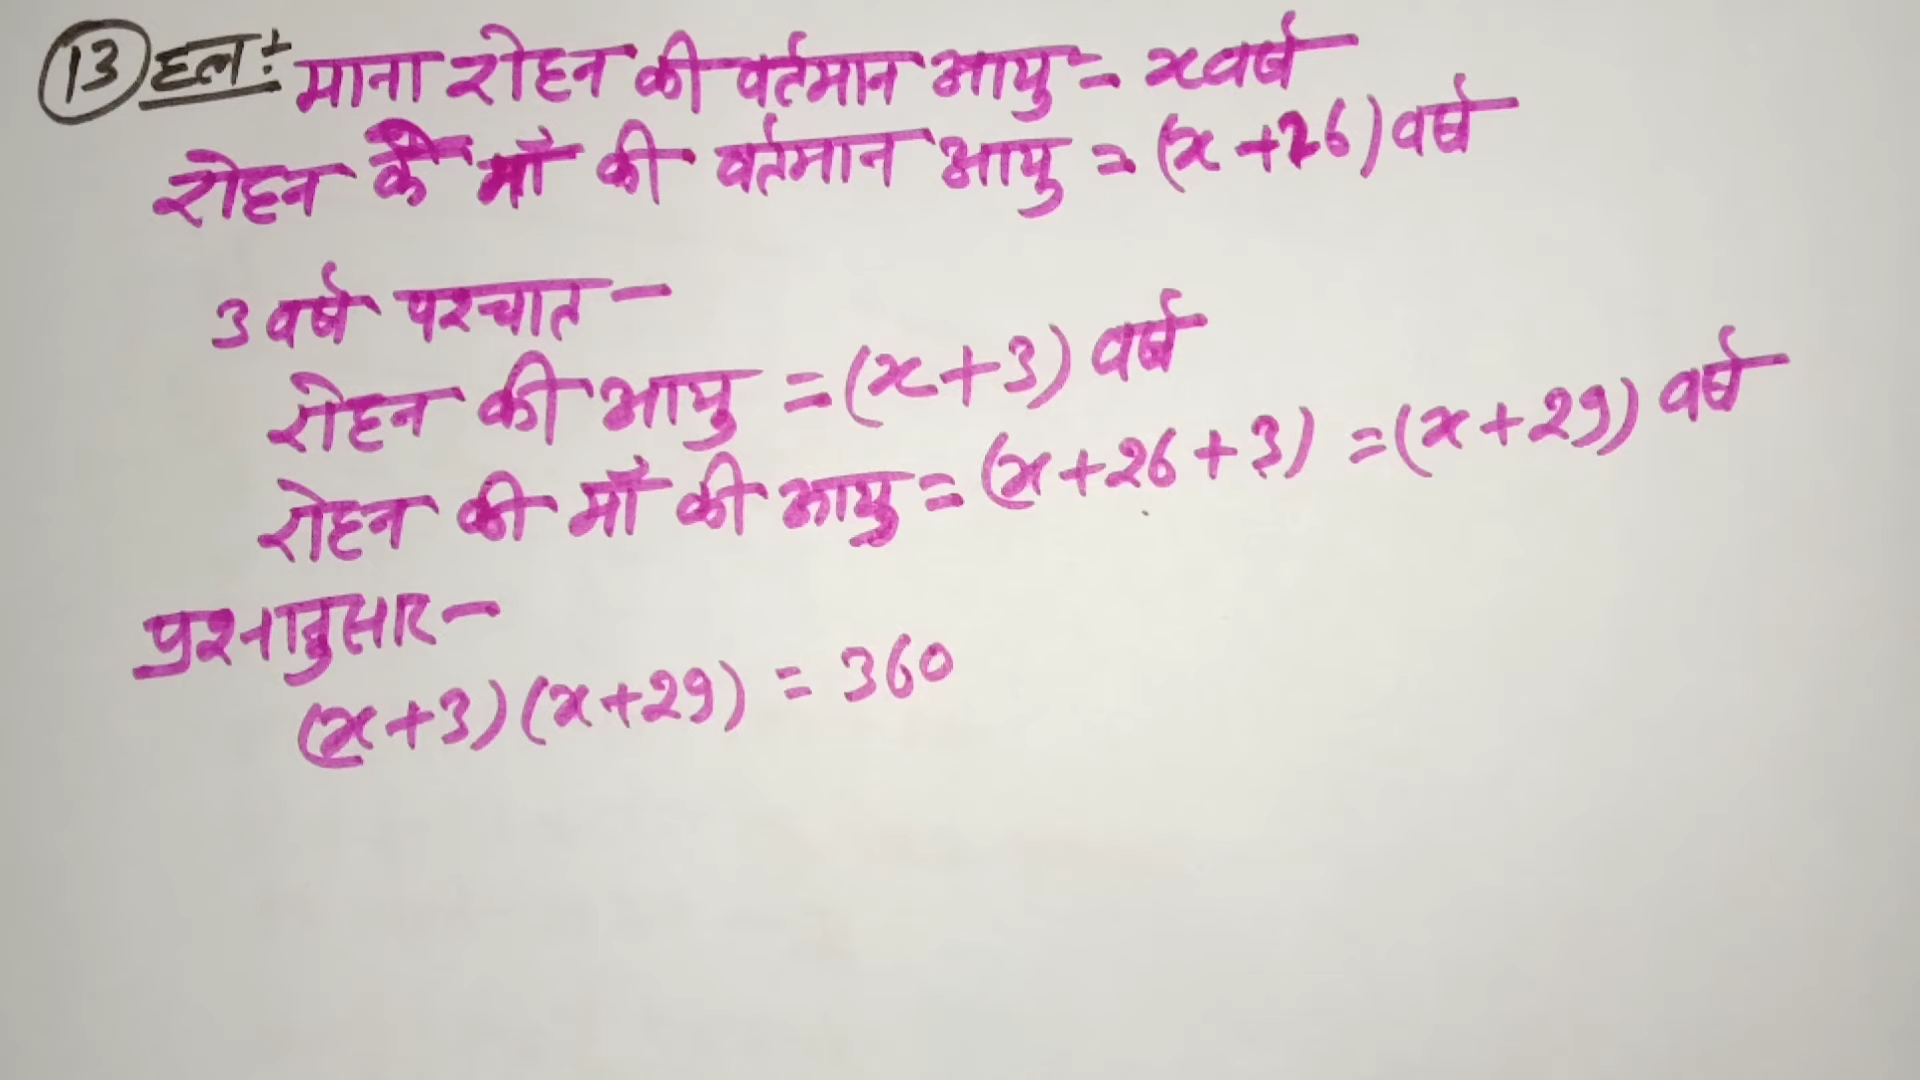 13 हल:- माना रोहन की वर्तमान आयु = x वर्ष
रोहन के माँ की वर्तमान आयु = (x+26) वर्ष
3 वर्ष पश्चात -
रोहन की आयु = (x+3) वर्ष
रोहन की माँ की आयु = (x+26+3) = (x+29) वर्ष
प्रश्नानुसार -
(x+3)(x+29) = 360